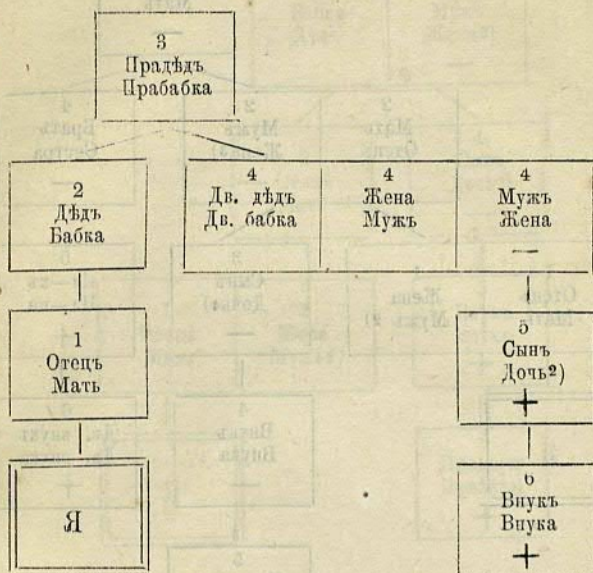 3
Прадѣдъ
Прабабка
2
Дѣдъ
Бабка
4
Дв. дѣдъ
Дв. бабка
4
Жена
Мужъ
4
Мужъ
Жена
—
1
Отецъ
Мать
5
Сынъ
Дочь²)
+
Я
6
Внукъ
Внука
+